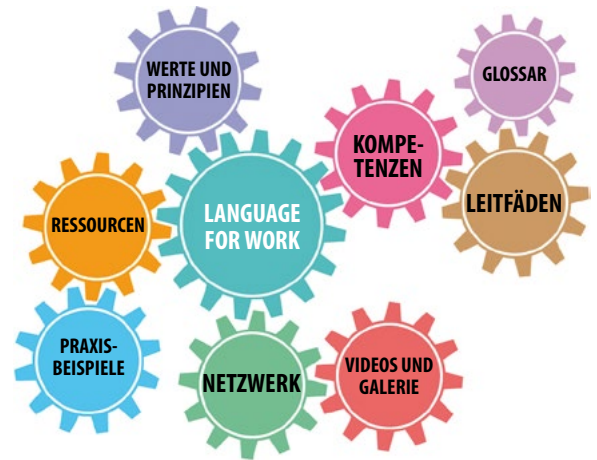 WERTE UND
PRINZIPIEN
GLOSSAR
KOMPE-
TENZEN
RESSOURCEN
LANGUAGE
FOR WORK
LEITFÄDEN
PRAXIS-
BEISPIELE
NETZWERK
VIDEOS UND
GALERIE